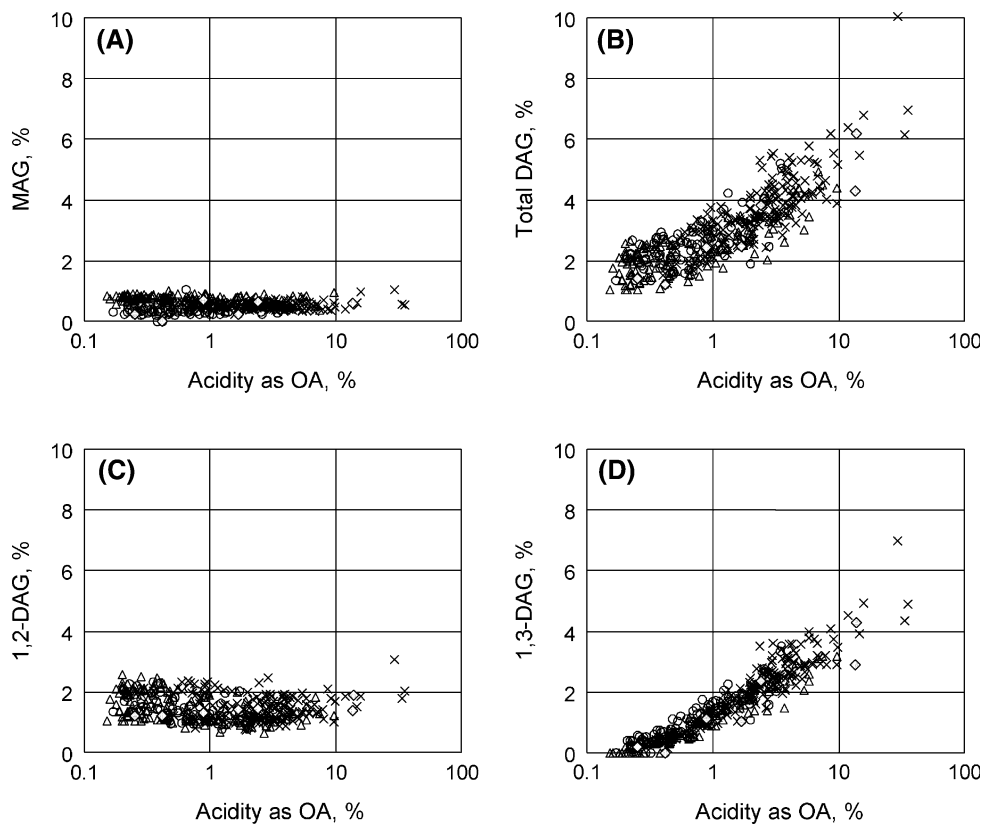 (A)
MAG, %
10
8
6
4
2
0
0.1 1 10 100
Acidity as OA, %
(B)
Total DAG, %
10
8
6
4
2
0
0.1 1 10 100
Acidity as OA, %
(C)
1,2-DAG, %
10
8
6
4
2
0
0.1 1 10 100
Acidity as OA, %
(D)
1,3-DAG, %
10
8
6
4
2
0
0.1 1 10 100
Acidity as OA, %